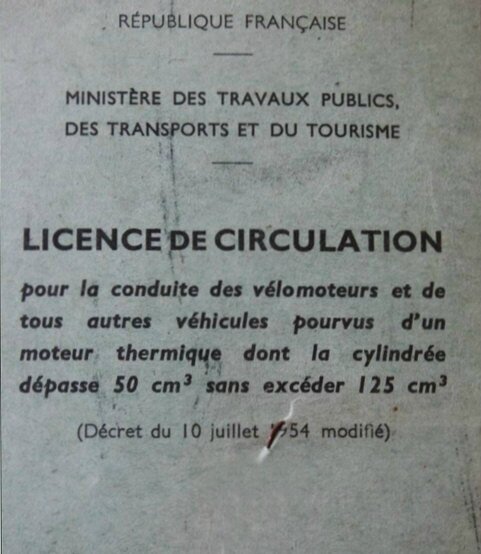 RÉPUBLIQUE FRANÇAISE
MINISTÈRE DES TRAVAUX PUBLICS,
DES TRANSPORTS ET DU TOURISME
LICENCE DE CIRCULATION
pour la conduite des vélomoteurs et de
tous autres véhicules pourvus d'un
moteur thermique dont la cylindrée
dépasse 50 cm³ sans excéder 125 cm³
(Décret du 10 juillet 1954 modifié)